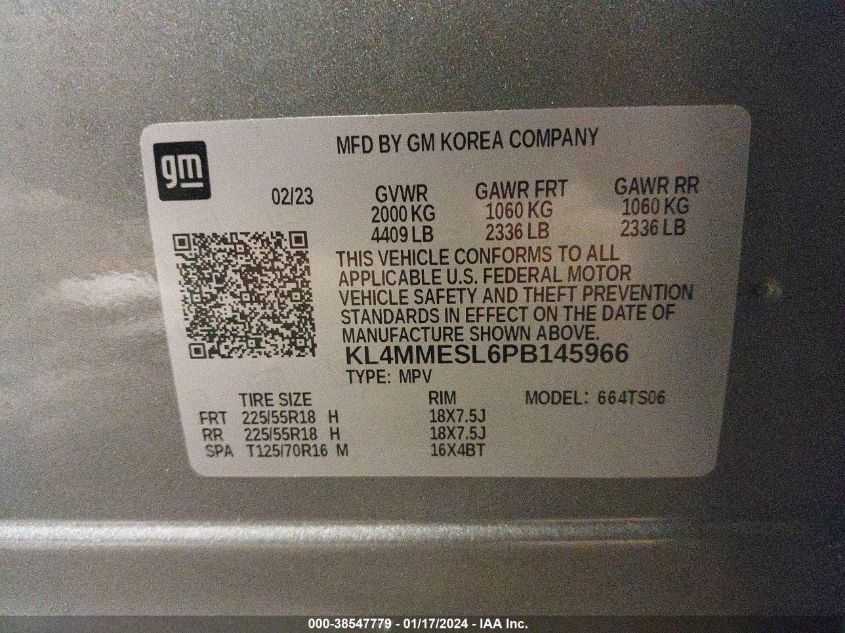 gm
MFD BY GM KOREA COMPANY
02/23
GVWR GAWR FRT GAWR RR
2000 KG 1060 KG 1060 KG
4409 LB 2336 LB 2336 LB
THIS VEHICLE CONFORMS TO ALL
APPLICABLE U.S. FEDERAL MOTOR
VEHICLE SAFETY AND THEFT PREVENTION
STANDARDS IN EFFECT ON THE DATE OF
MANUFACTURE SHOWN ABOVE.
KL4MMESL6PB145966
TYPE: MPV
TIRE SIZE RIM MODEL: 664TS06
FRT 225/55R18 H 18X7.5J
RR 225/55R18 H 18X7.5J
SPA T125/70R16 M 16X4BT
000-38547779 - 01/17/2024 - IAA Inc.